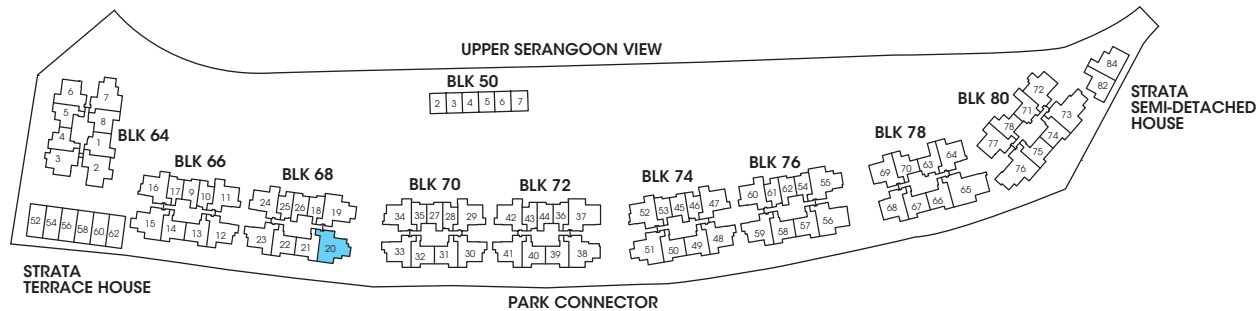 UPPER SERANGOON VIEW
BLK 50
2 3 4 5 6 7
BLK 64
6 7
5 8
4 1
3 2
BLK 66
16 17 9 10 11
15 14 13 12
BLK 68
24 25 26 18 19
23 22 21 20
BLK 70
34 35 27 28 29
33 32 31 30
BLK 72
42 43 44 36 37
41 40 39 38
BLK 74
52 53 45 46 47
51 50 49 48
BLK 76
60 61 62 54 55
59 58 57 56
BLK 78
69 70 63 64
68 67 66 65
BLK 80
72
71 73
78 74
77 75
76
84
82
STRATA
SEMI-DETACHED
HOUSE
52 54 56 58 60 62
STRATA
TERRACE HOUSE
PARK CONNECTOR